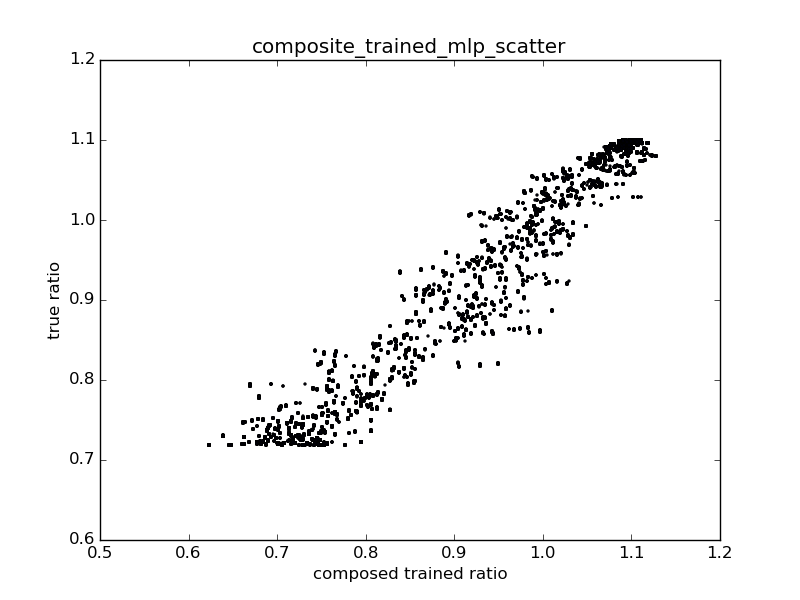 composite_trained_mlp_scatter
1.2
1.1
1.0
0.9
0.8
0.7
0.6
true ratio
0.5 0.6 0.7 0.8 0.9 1.0 1.1 1.2
composed trained ratio